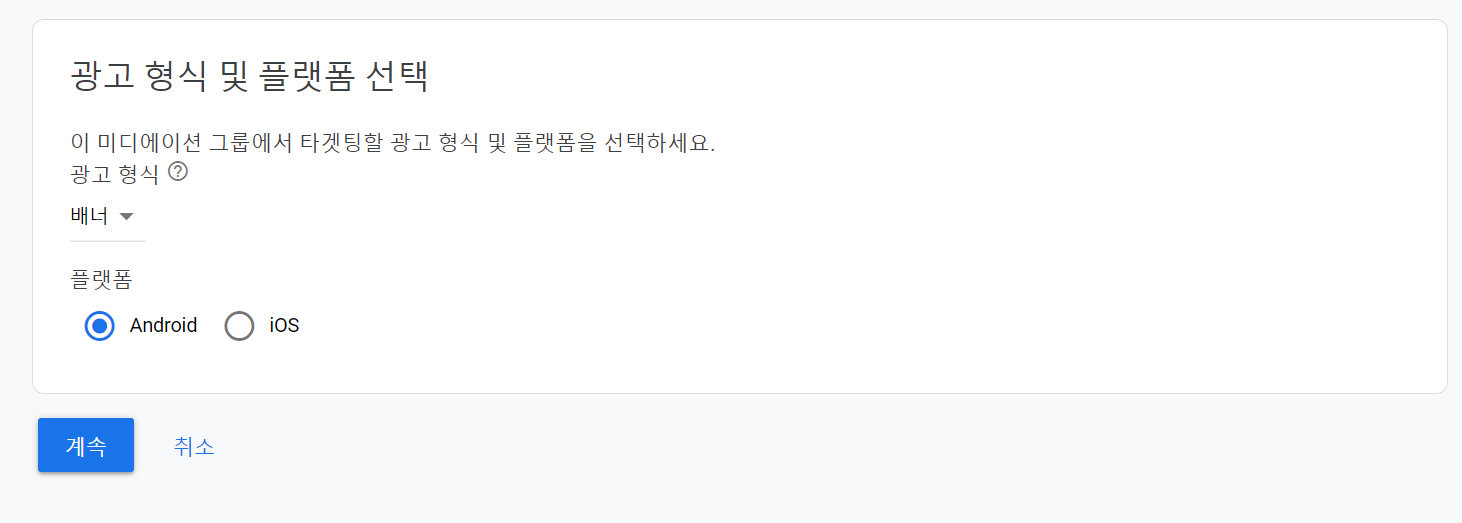 광고 형식 및 플랫폼 선택
이 미디에이션 그룹에서 타겟팅할 광고 형식 및 플랫폼을 선택하세요.
광고 형식 ?
배너
플랫폼
Android iOS
계속 취소